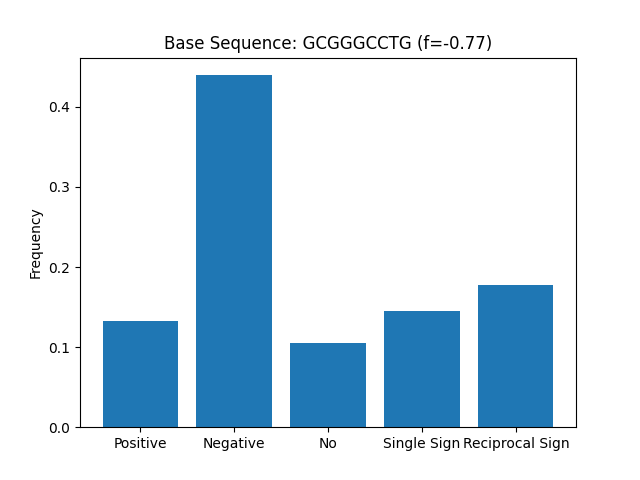 Base Sequence: GCGGGCCTG (f=-0.77)
Frequency
0.4
0.3
0.2
0.1
0.0
Positive Negative No Single Sign Reciprocal Sign